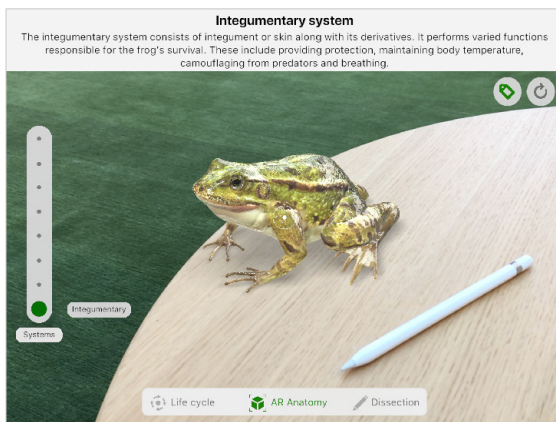 Integumentary system
The integumentary system consists of integument or skin along with its derivatives. It performs varied functions
responsible for the frog's survival. These include providing protection, maintaining body temperature,
camouflaging from predators and breathing.
Integumentary
Systems
Life cycle
AR Anatomy
Dissection